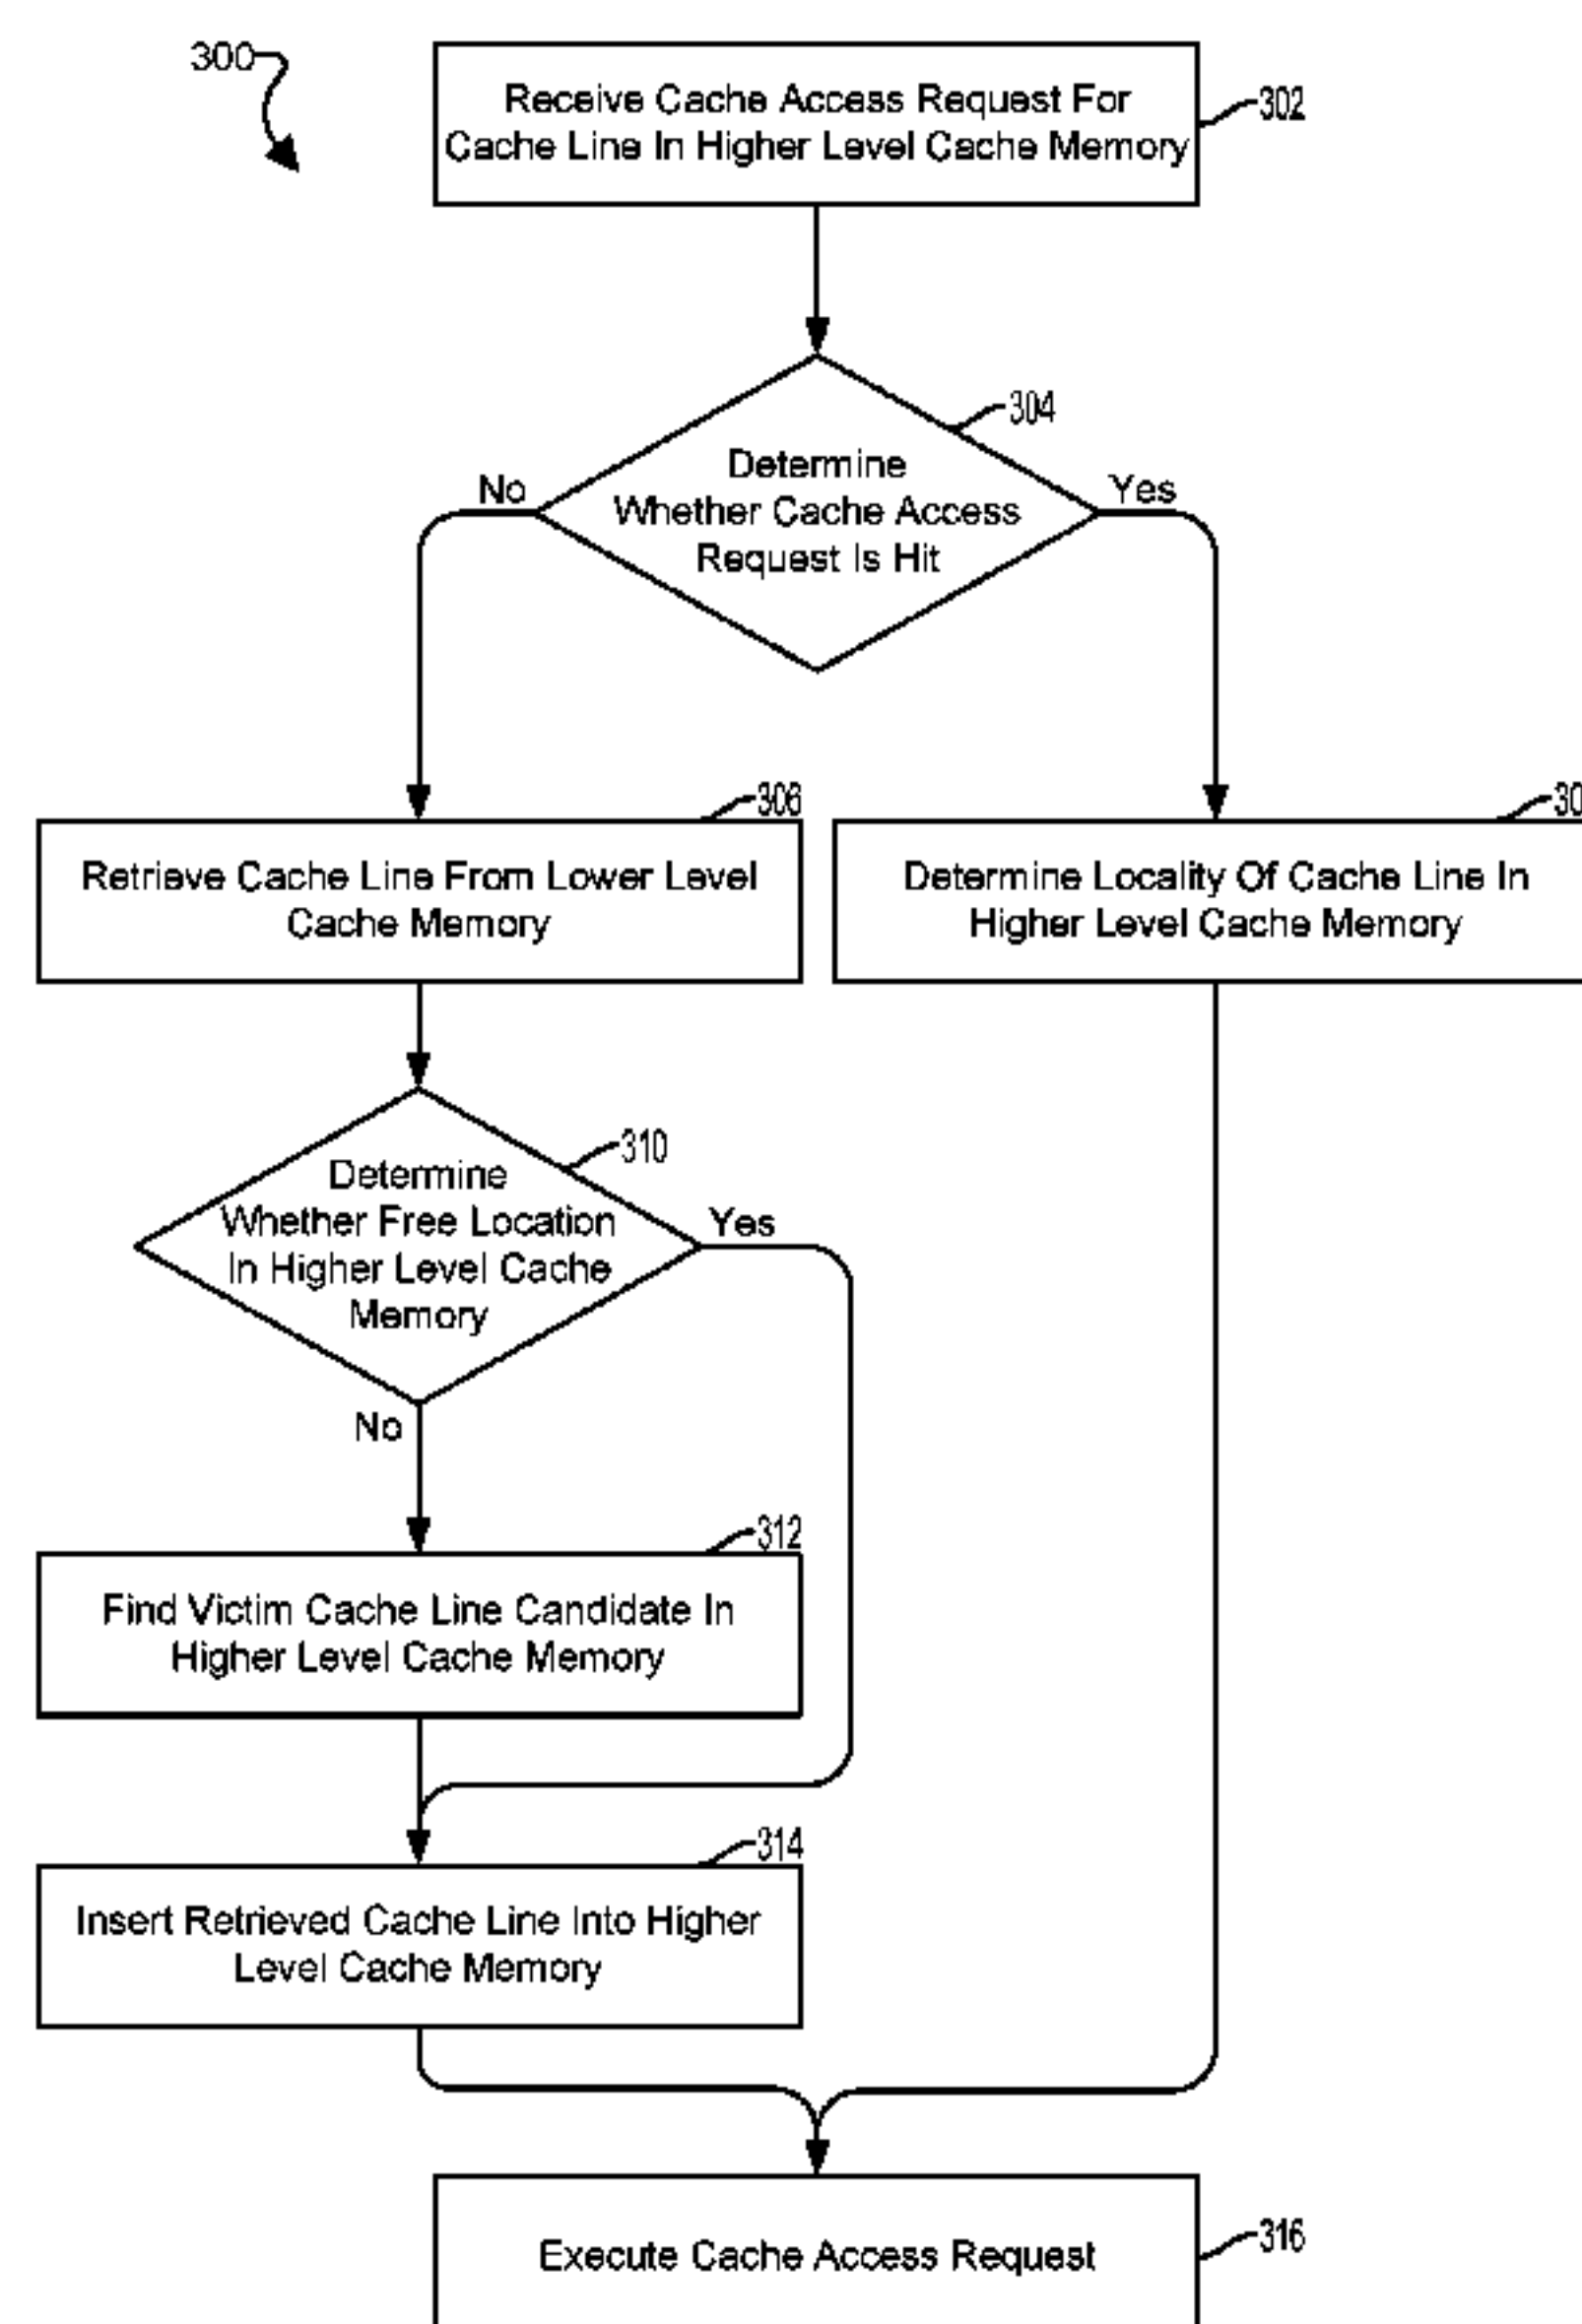 300
Receive Cache Access Request For
Cache Line In Higher Level Cache Memory
302
304
Determine
Whether Cache Access
Request Is Hit
No
Yes
306
Retrieve Cache Line From Lower Level
Cache Memory
Determine Locality Of Cache Line In
Higher Level Cache Memory
310
Determine
Whether Free Location
In Higher Level Cache
Memory
Yes
No
312
Find Victim Cache Line Candidate In
Higher Level Cache Memory
314
Insert Retrieved Cache Line Into Higher
Level Cache Memory
Execute Cache Access Request
316